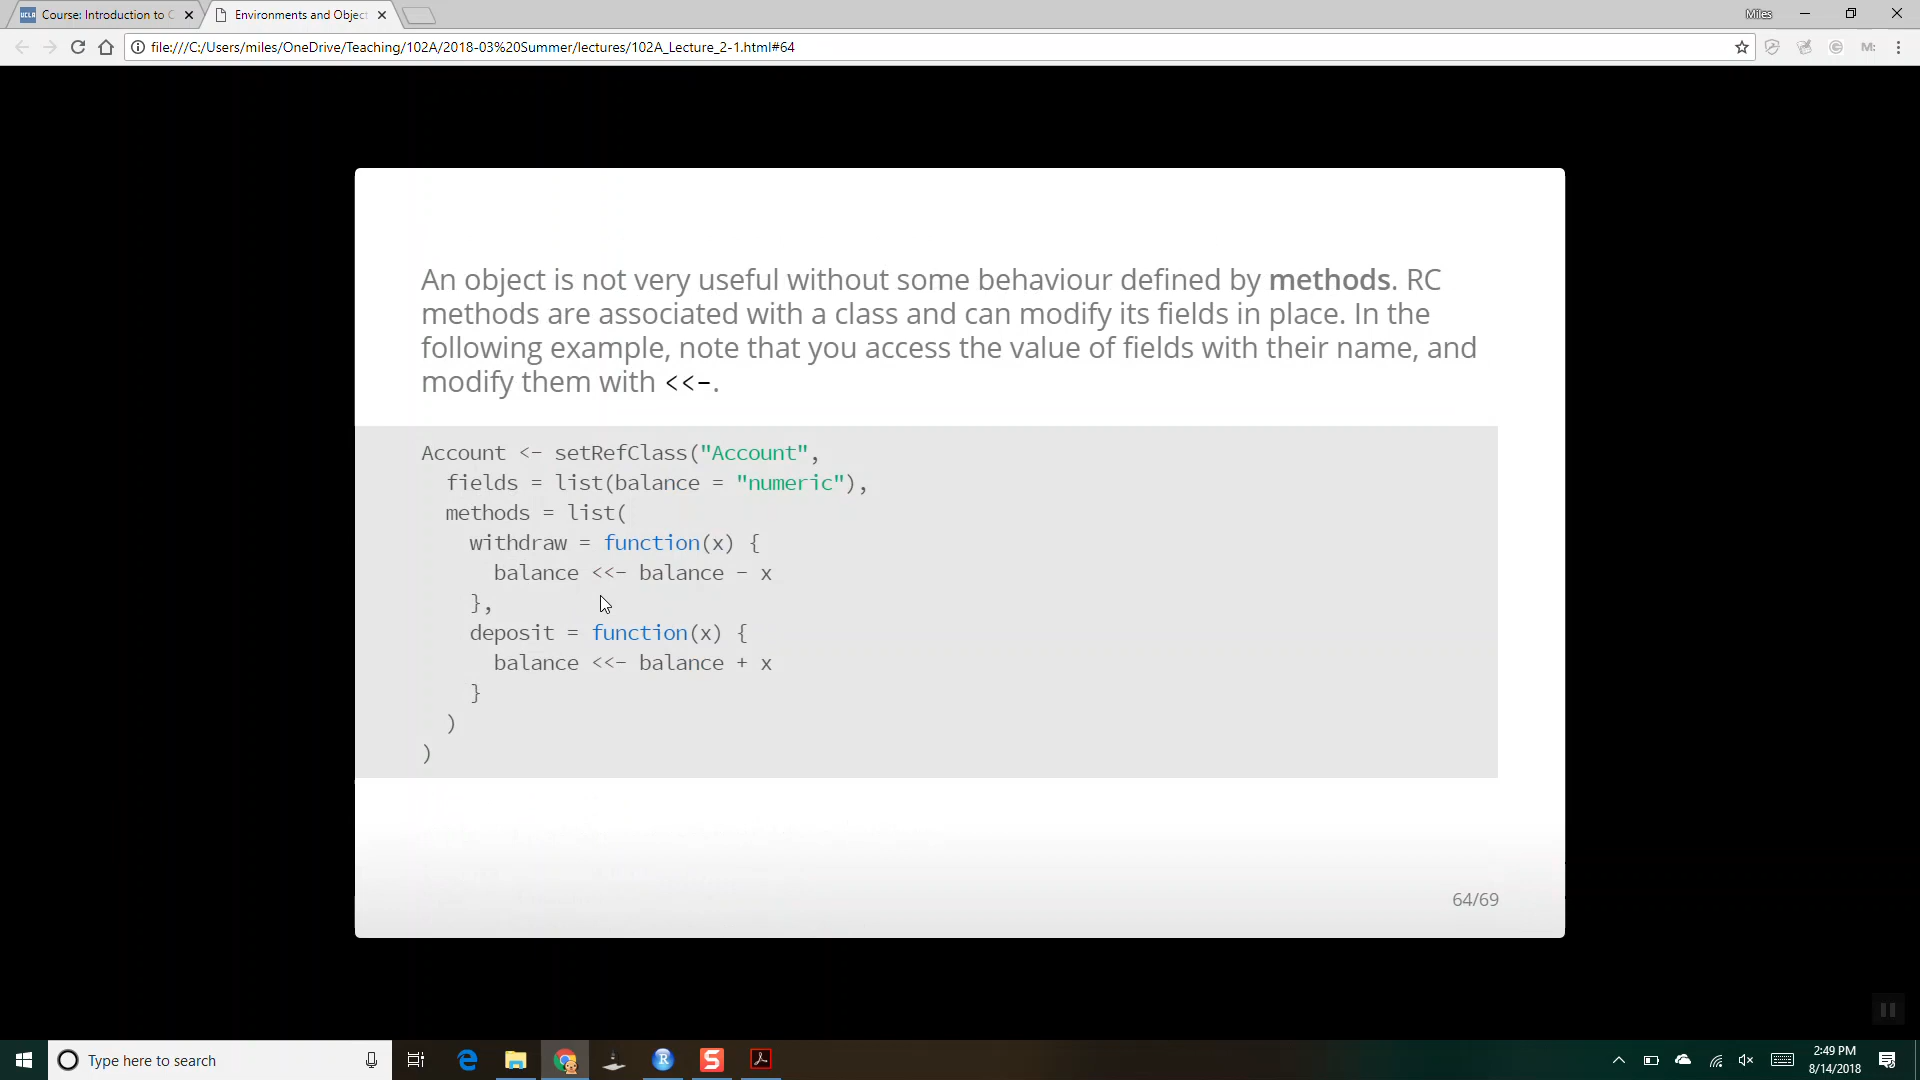 Course: Introduction to C
Environments and Object
Miles
file:///C:/Users/miles/OneDrive/Teaching/102A/2018-03%20Summer/lectures/102A_Lecture_2-1.html#64
An object is not very useful without some behaviour defined by methods. RC
methods are associated with a class and can modify its fields in place. In the
following example, note that you access the value of fields with their name, and
modify them with <<-.
Account <- setRefClass("Account",
  fields = list(balance = "numeric"),
  methods = list(
    withdraw = function(x) {
      balance <<- balance - x
    },
    deposit = function(x) {
      balance <<- balance + x
    }
  )
)
64/69
Type here to search
2:49 PM
8/14/2018